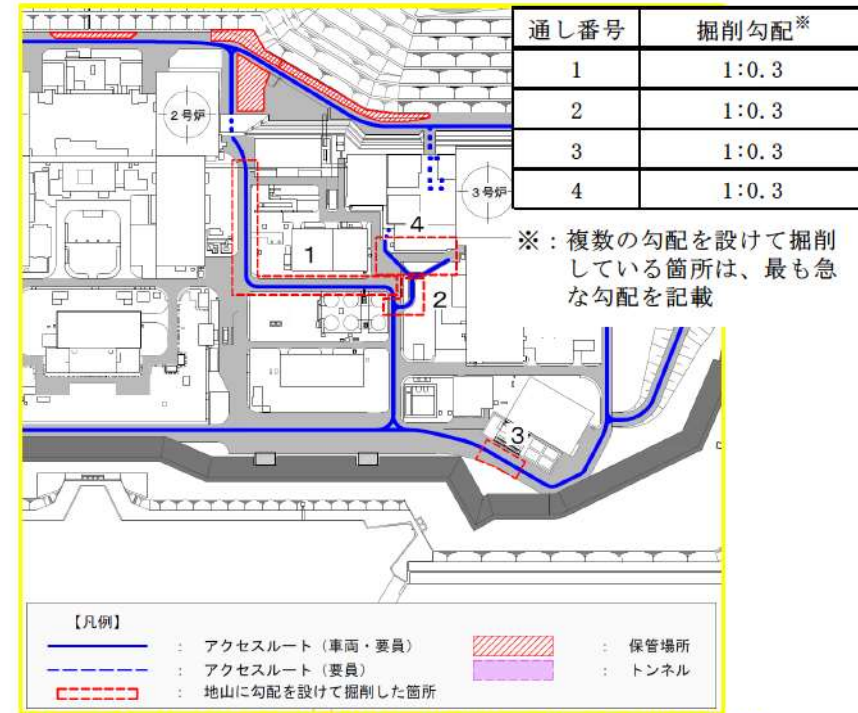 通し番号 掘削勾配※
1 1:0.3
2 1:0.3
3 1:0.3
4 1:0.3
※：複数の勾配を設けて掘削
している箇所は、最も急
な勾配を記載
2号炉
3号炉
4
1
2
3
【凡例】
： アクセスルート（車両・要員）
： アクセスルート（要員）
： 地山に勾配を設けて掘削した箇所
： 保管場所
： トンネル